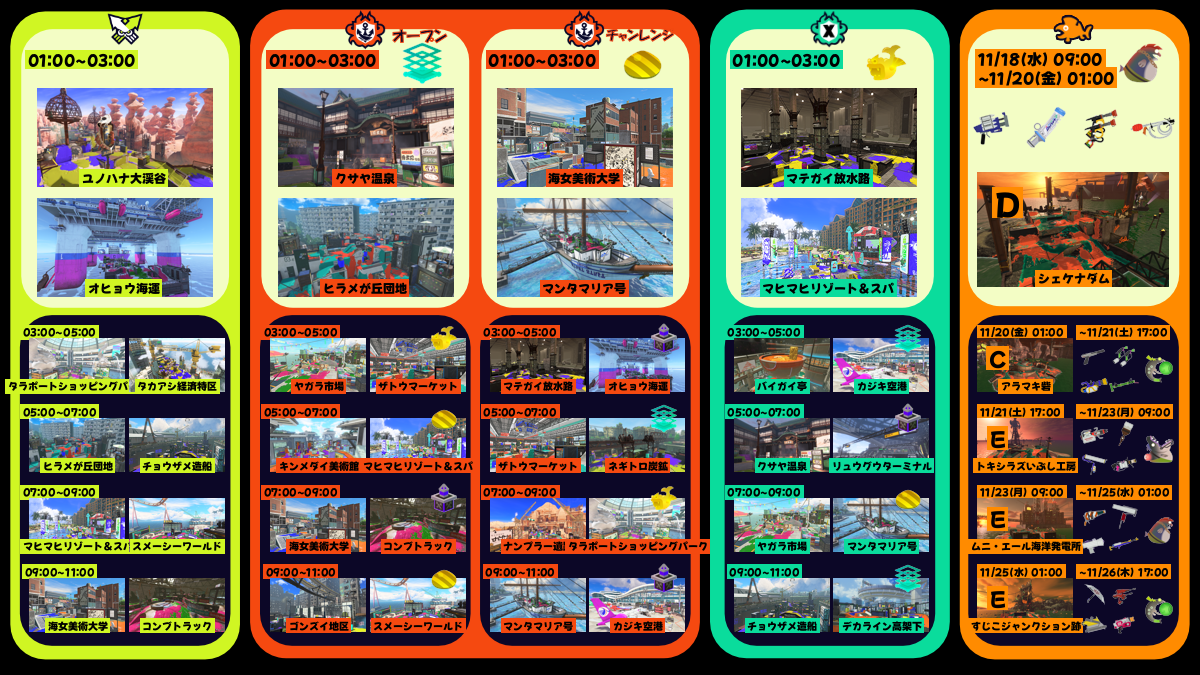 01:00~03:00
ユノハナ大渓谷
オヒョウ海運
03:00~05:00
タラポートショッピングパ
タカアシ経済特区
05:00~07:00
ヒラメが丘団地
チョウザメ造船
07:00~09:00
マヒマヒリゾート&スパ
スメーシーワールド
09:00~11:00
海女美術大学
コンブトラック
オープン
01:00~03:00
クサヤ温泉
ヒラメが丘団地
03:00~05:00
ヤガラ市場
ザトウマーケット
05:00~07:00
キンメダイ美術館
マヒマヒリゾート&スパ
07:00~09:00
海女美術大学
コンブトラック
09:00~11:00
ゴンズイ地区
スメーシーワールド
チャンレンジ
01:00~03:00
海女美術大学
マンタマリア号
03:00~05:00
マテガイ放水路
オヒョウ海運
05:00~07:00
ザトウマーケット
ネギトロ炭鉱
07:00~09:00
ナンプラー遺
タラポートショッピングパーク
09:00~11:00
マンタマリア号
カジキ空港
X
01:00~03:00
マテガイ放水路
マヒマヒリゾート&スパ
03:00~05:00
バイガイ亭
カジキ空港
05:00~07:00
クサヤ温泉
リュウグウターミナル
07:00~09:00
ヤガラ市場
マンタマリア号
09:00~11:00
チョウザメ造船
デカライン高架下
11/18(水) 09:00
~11/20(金) 01:00
D
シェケナダム
11/20(金) 01:00
~11/21(土) 17:00
C
アラマキ砦
11/21(土) 17:00
~11/23(月) 09:00
E
トキシラズいぶし工房
11/23(月) 09:00
~11/25(水) 01:00
E
ムニ・エール海洋発電所
11/25(水) 01:00
~11/26(木) 17:00
E
すじこジャンクション跡